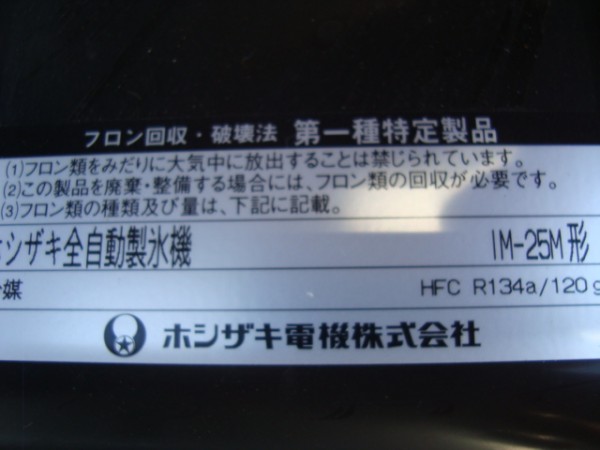 フロン回収・破壊法 第一種特定製品
(1)フロン類をみだりに大気中に放出することは禁じられています。
(2)この製品を廃棄・整備する場合には、フロン類の回収が必要です。
(3)フロン類の種類及び量は、下記に記載。
ホシザキ全自動製氷機 IM-25M形
媒 HFC R134a/120g
ホシザキ電機株式会社